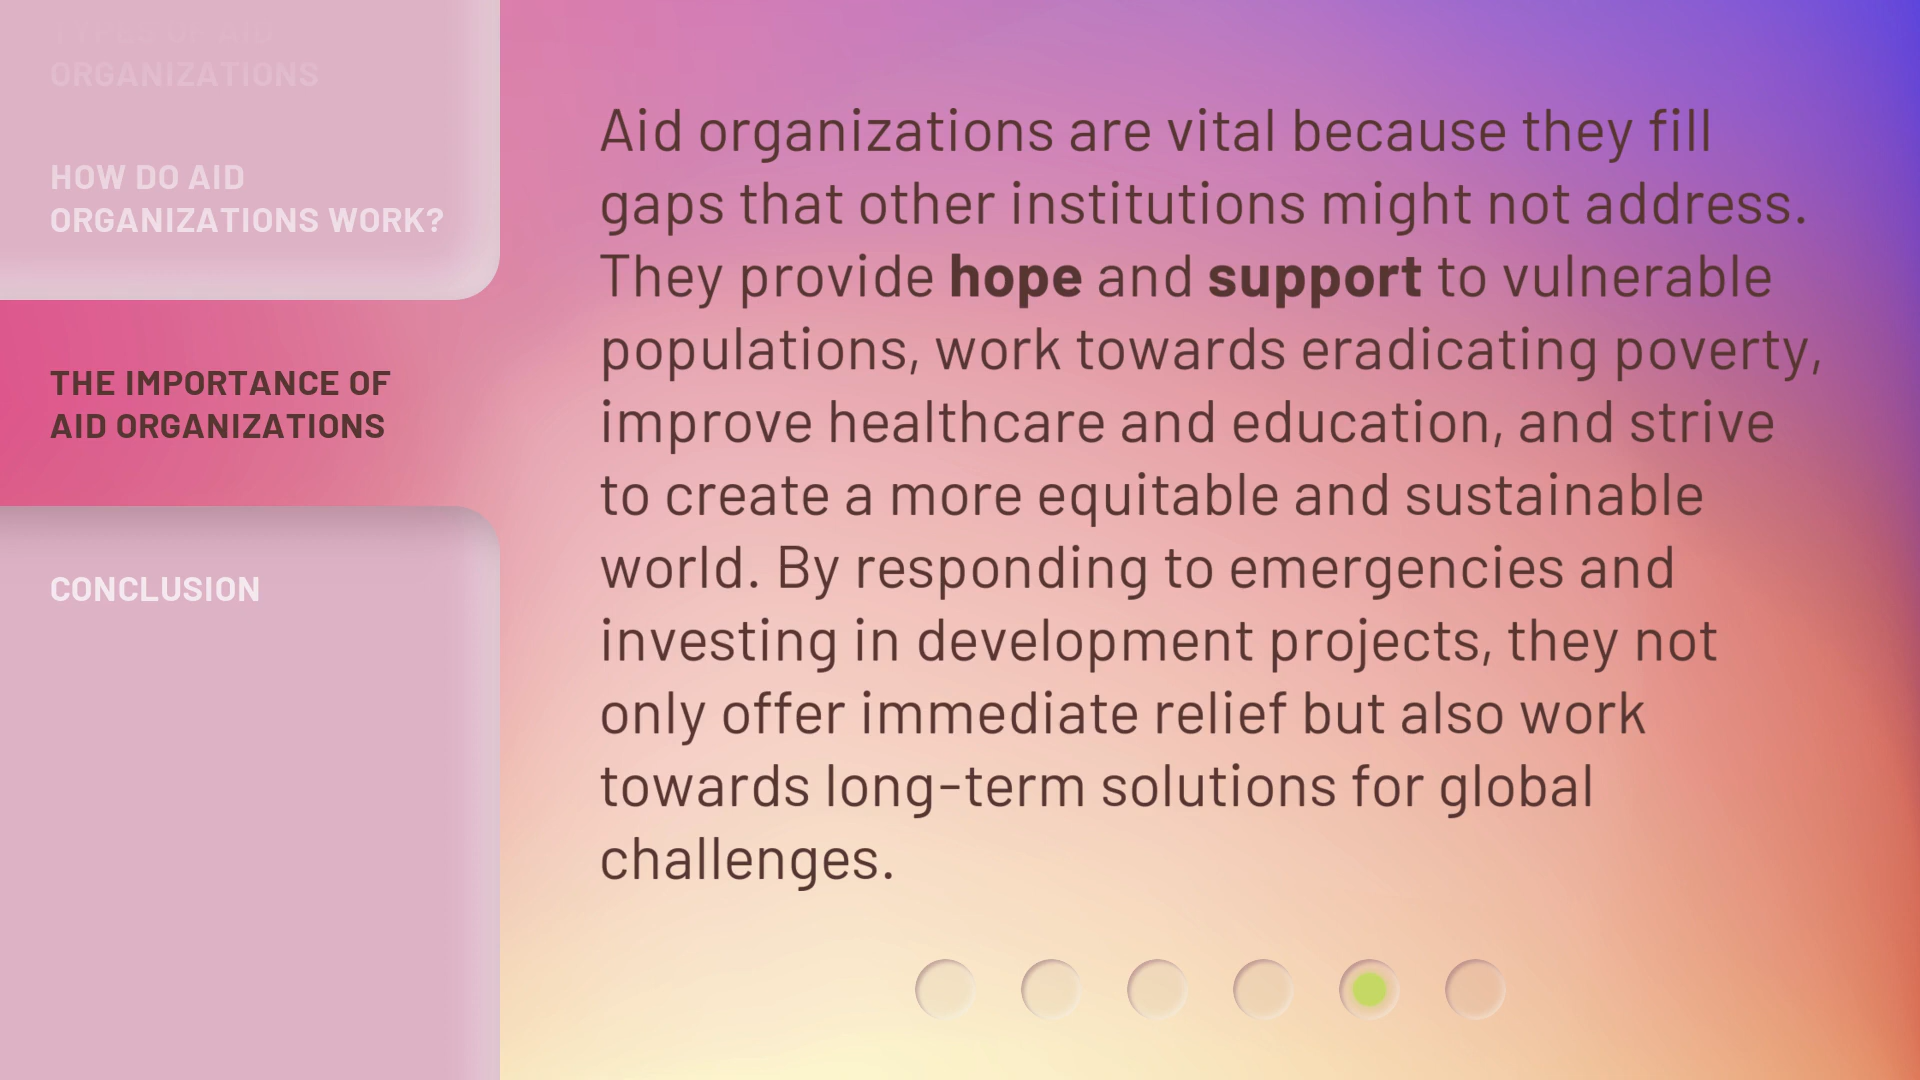 TYPES OF AID
ORGANIZATIONS
HOW DO AID
ORGANIZATIONS WORK?
THE IMPORTANCE OF
AID ORGANIZATIONS
CONCLUSION
Aid organizations are vital because they fill
gaps that other institutions might not address.
They provide hope and support to vulnerable
populations, work towards eradicating poverty,
improve healthcare and education, and strive
to create a more equitable and sustainable
world. By responding to emergencies and
investing in development projects, they not
only offer immediate relief but also work
towards long-term solutions for global
challenges.